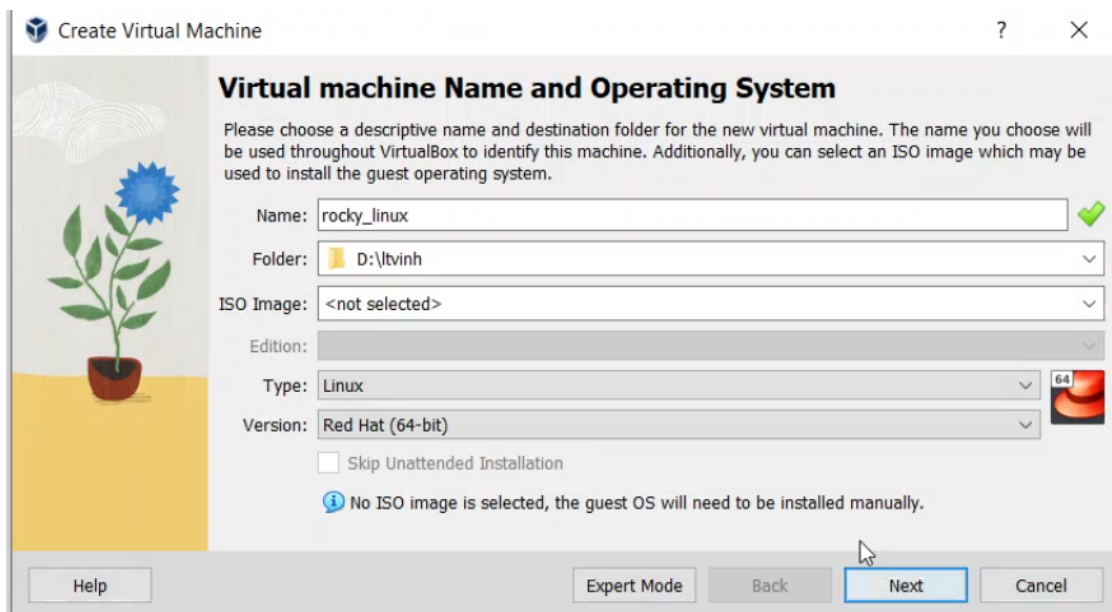 Create Virtual Machine
?
Virtual machine Name and Operating System
Please choose a descriptive name and destination folder for the new virtual machine. The name you choose will
be used throughout VirtualBox to identify this machine. Additionally, you can select an ISO image which may be
used to install the guest operating system.
Name: rocky_linux
Folder: D:\ltvinh
ISO Image: <not selected>
Edition:
Type: Linux
64
Version: Red Hat (64-bit)
Skip Unattended Installation
No ISO image is selected, the guest OS will need to be installed manually.
Help Expert Mode Back Next Cancel